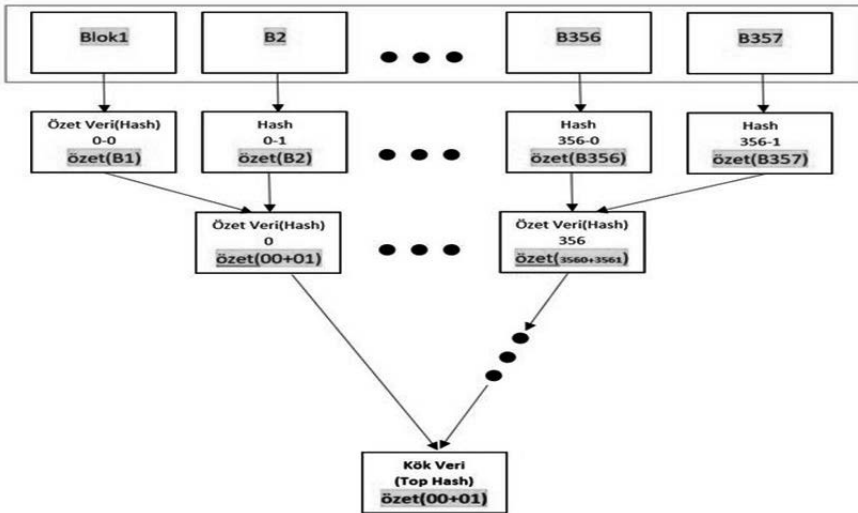 Blok1
B2
B356
B357
Özet Veri(Hash)
0-0
özet(B1)
Hash
0-1
özet(B2)
Hash
356-0
özet(B356)
Hash
356-1
özet(B357)
Özet Veri(Hash)
0
özet(00+01)
Özet Veri(Hash)
356
özet(3560+3561)
Kök Veri
(Top Hash)
özet(00+01)